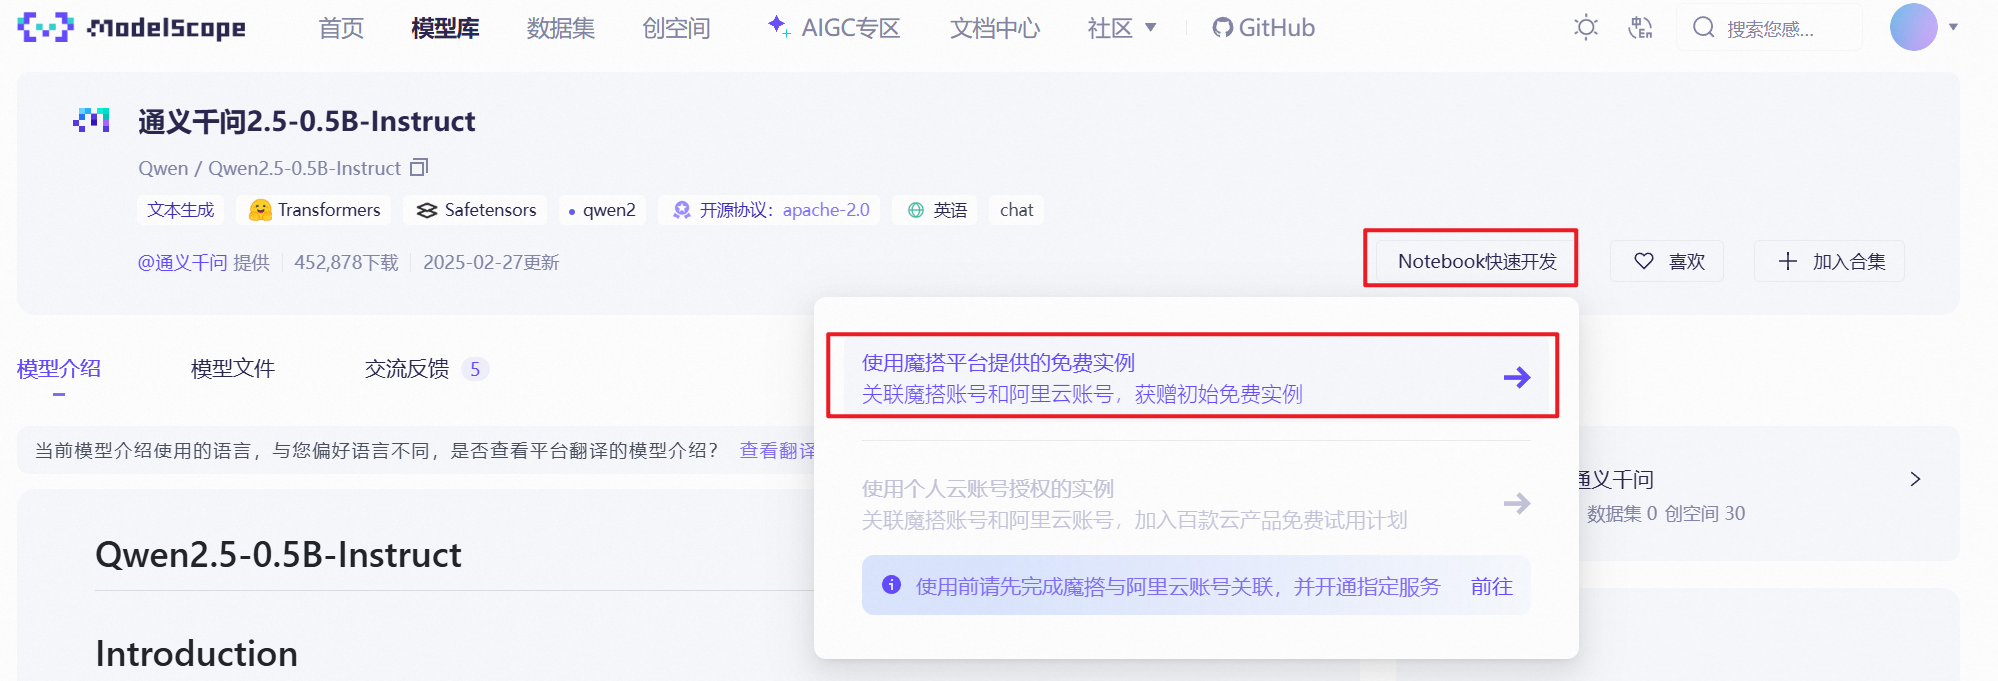 ModelScope 首页 模型库 数据集 创空间 AIGC专区 文档中心 社区 GitHub 中 En 搜索您感...
通义千问2.5-0.5B-Instruct
Qwen / Qwen2.5-0.5B-Instruct
文本生成 Transformers Safetensors qwen2 开源协议: apache-2.0 英语 chat
@通义千问 提供 452,878下载 2025-02-27更新
Notebook快速开发 喜欢 加入合集
使用魔搭平台提供的免费实例
关联魔搭账号和阿里云账号，获赠初始免费实例
使用个人云账号授权的实例
关联魔搭账号和阿里云账号，加入百款云产品免费试用计划
使用前请先完成魔搭与阿里云账号关联，并开通指定服务 前往
模型介绍 模型文件 交流反馈 5
当前模型介绍使用的语言，与您偏好语言不同，是否查看平台翻译的模型介绍？ 查看翻译
通义千问
数据集 0 创空间 30
Qwen2.5-0.5B-Instruct
Introduction